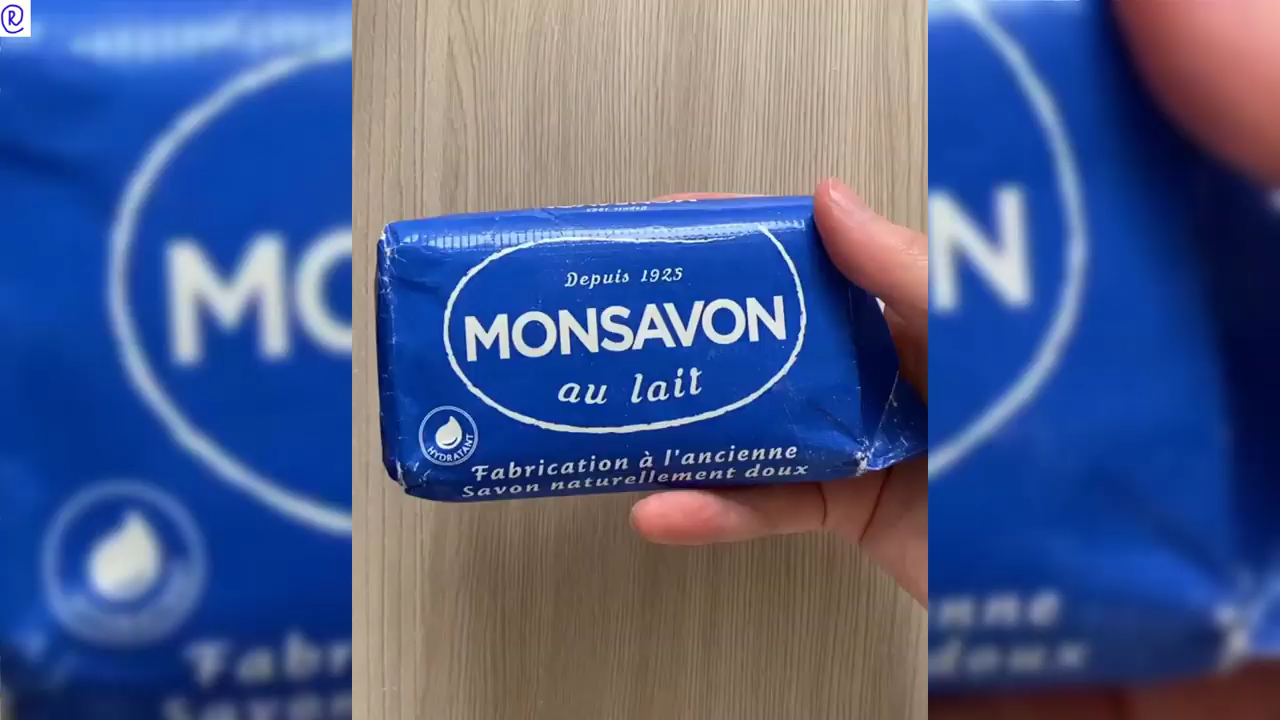 Depuis 1925
MONSAVON
au lait
HYDRATANT
Fabrication à l'ancienne
Savon naturellement doux